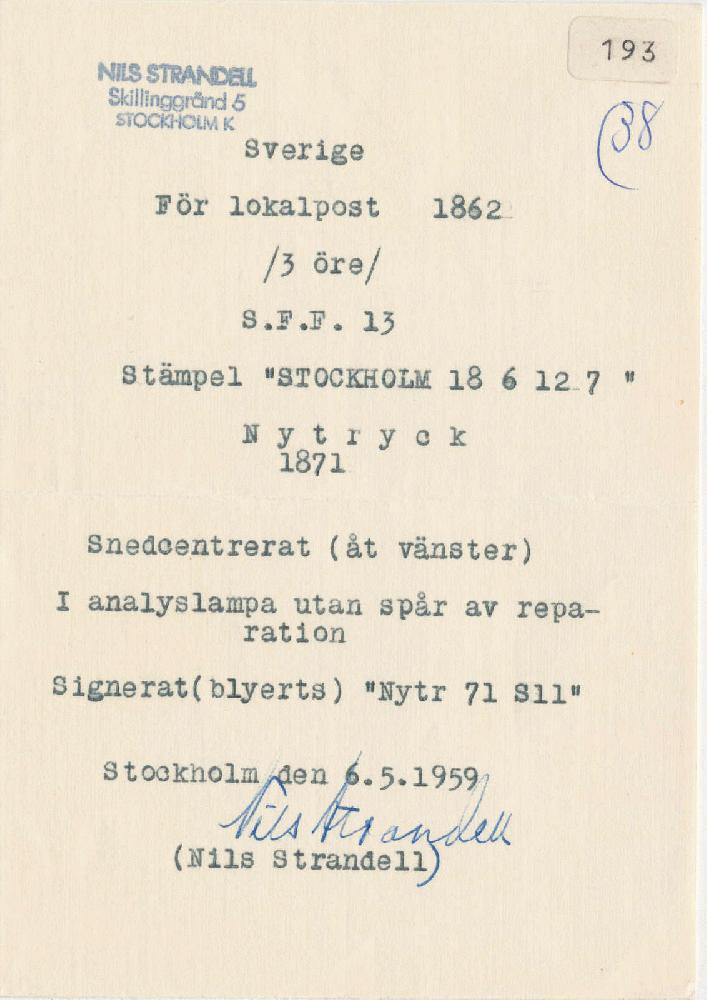 193
NILS STRANDELL
Skillinggränd 5
STOCKHOLM K
(38
Sverige
För lokalpost 1862
/3 öre/
S.F.F. 13
Stämpel "STOCKHOLM 18 6 12 7 "
N y t r y c k
1871
Snedcentrerat (åt vänster)
I analyslampa utan spår av repa-
ration
Signerat(blyerts) "Nytr 71 S11"
Stockholm den 6.5.1959
Nils Strandell
(Nils Strandell)